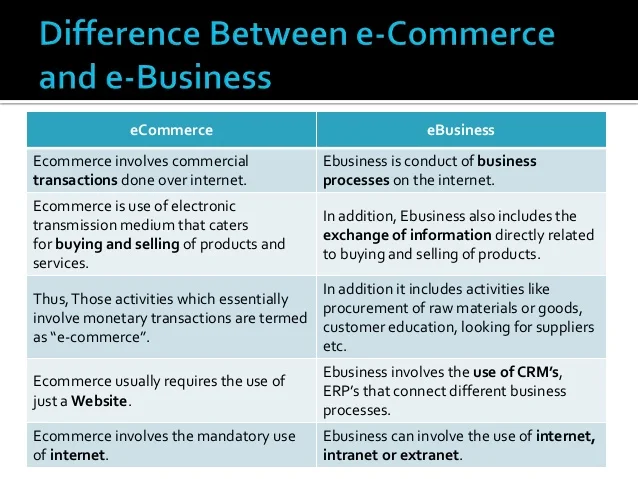 Difference Between e-Commerce
and e-Business
eCommerce
eBusiness
Ecommerce involves commercial
transactions done over internet.
Ebusiness is conduct of business
processes on the internet.
Ecommerce is use of electronic
transmission medium that caters
for buying and selling of products and
services.
In addition, Ebusiness also includes the
exchange of information directly related
to buying and selling of products.
Thus, Those activities which essentially
involve monetary transactions are termed
as “e-commerce”.
In addition it includes activities like
procurement of raw materials or goods,
customer education, looking for suppliers
etc.
Ecommerce usually requires the use of
just a Website.
Ebusiness involves the use of CRM’s,
ERP’s that connect different business
processes.
Ecommerce involves the mandatory use
of internet.
Ebusiness can involve the use of internet,
intranet or extranet.